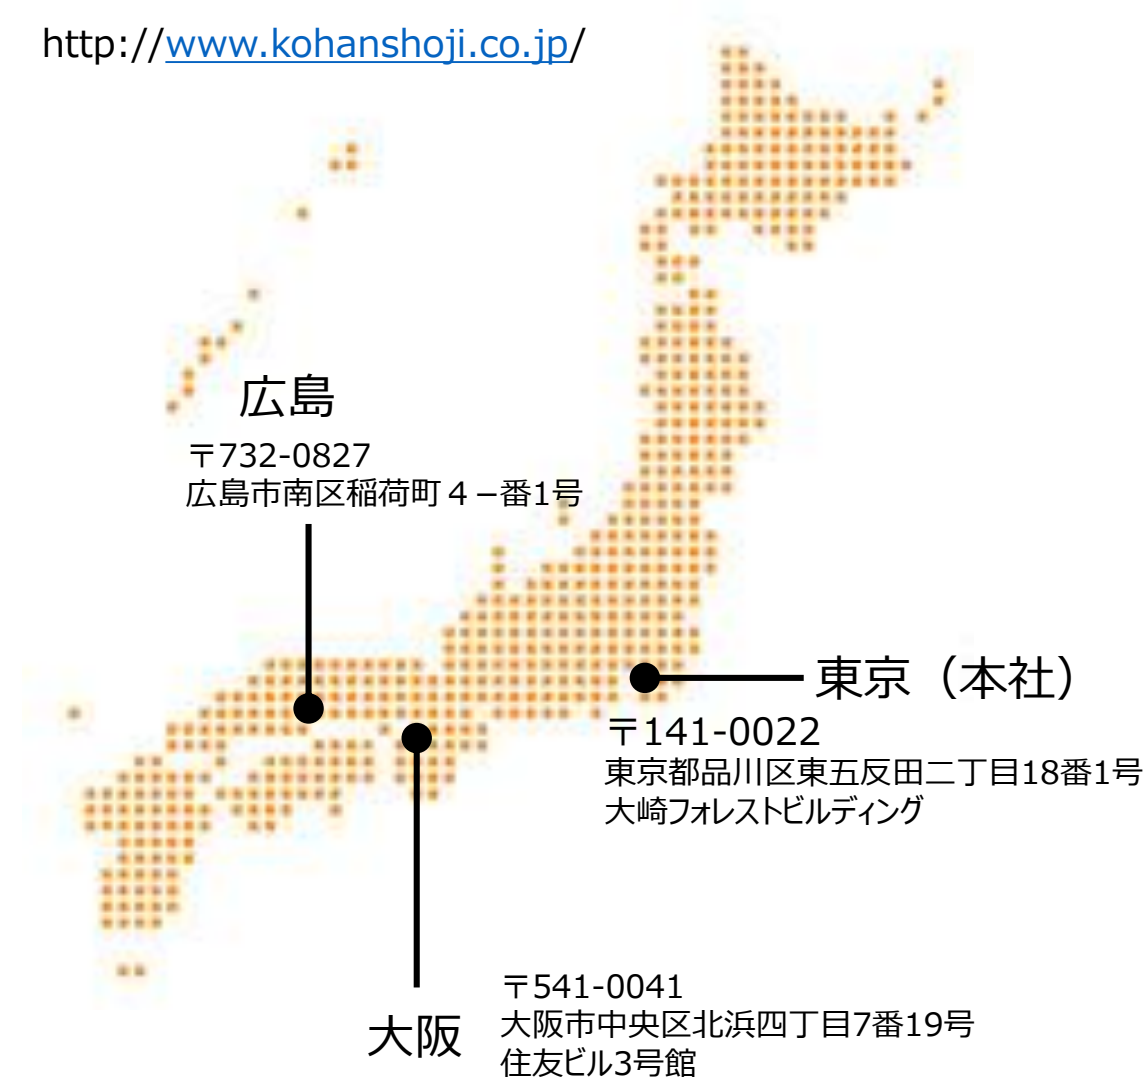 http://www.kohanshoji.co.jp/
広島
〒732-0827
広島市南区稲荷町４−番1号
東京（本社）
〒141-0022
東京都品川区東五反田二丁目18番1号
大崎フォレストビルディング
大阪
〒541-0041
大阪市中央区北浜四丁目7番19号
住友ビル3号館